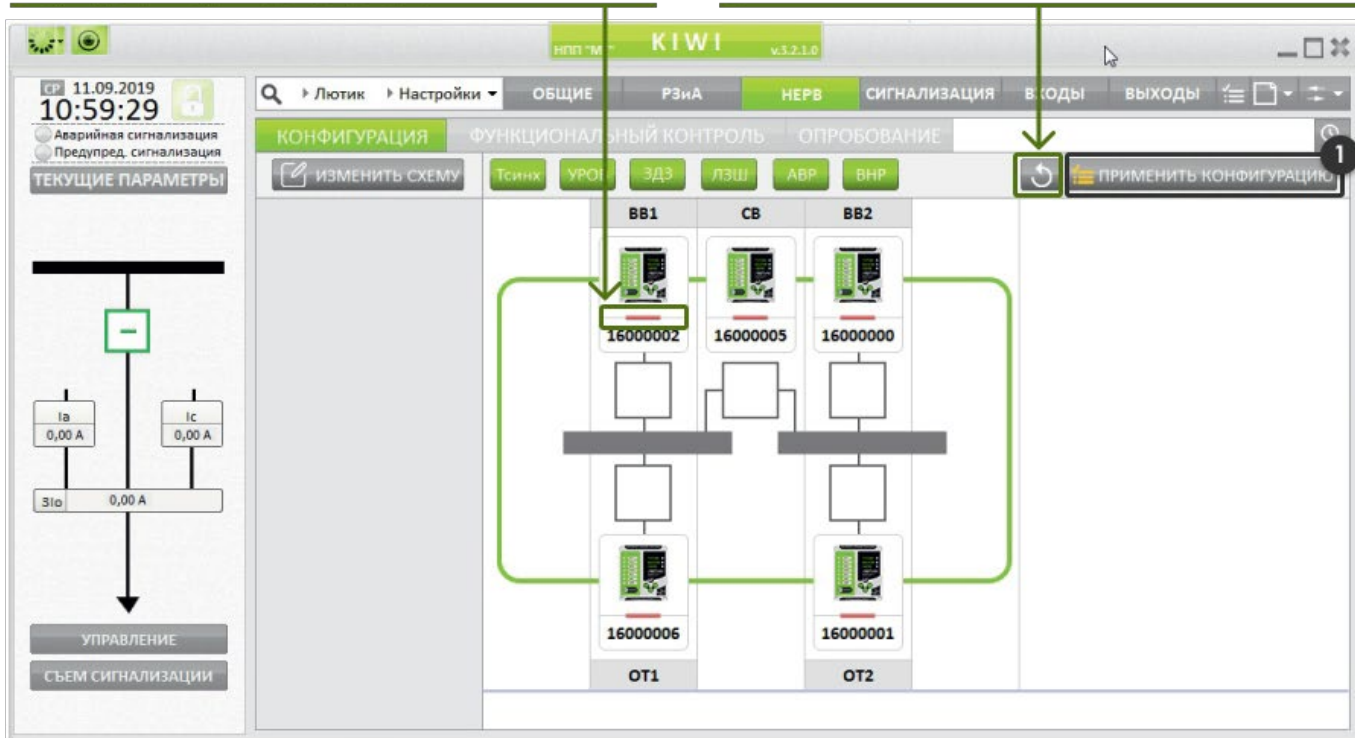 НПП "М KIWI v.3.2.1.0
СР 11.09.2019
10:59:29
Аварийная сигнализация
Предупред. сигнализация
ТЕКУЩИЕ ПАРАМЕТРЫ
Лютик Настройки ОБЩИЕ РЗиА НЕРВ СИГНАЛИЗАЦИЯ ВХОДЫ ВЫХОДЫ
КОНФИГУРАЦИЯ ФУНКЦИОНАЛЬНЫЙ КОНТРОЛЬ ОПРОБОВАНИЕ
1
ИЗМЕНИТЬ СХЕМУ Тсинх УРОВ ЗДЗ ЛЗШ АВР ВНР ПРИМЕНИТЬ КОНФИГУРАЦИЮ
ВВ1 СВ ВВ2
16000002 16000005 16000000
Ia Ic
0,00 А 0,00 А
3Io 0,00 А
16000006 16000001
ОТ1 ОТ2
УПРАВЛЕНИЕ
СЪЕМ СИГНАЛИЗАЦИИ